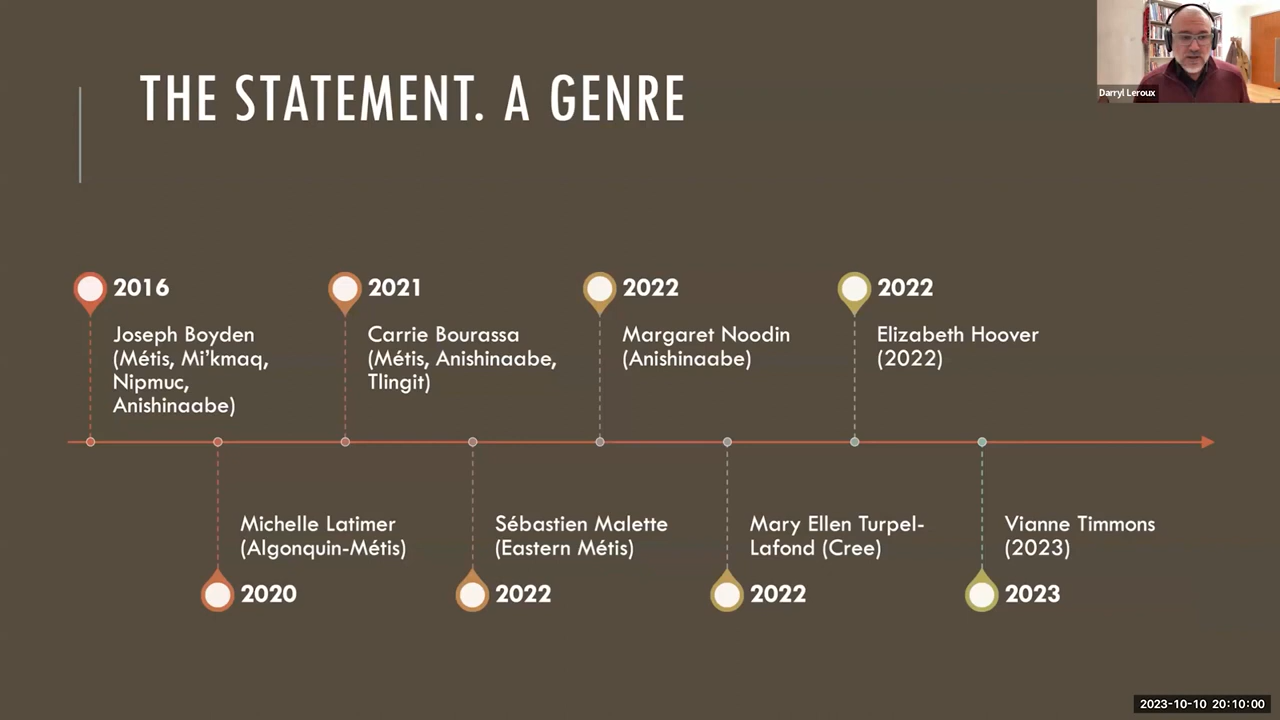 THE STATEMENT. A GENRE
Darryl Leroux
2016
Joseph Boyden
(Métis, Mi’kmaq,
Nipmuc,
Anishinaabe)
2021
Carrie Bourassa
(Métis, Anishinaabe,
Tlingit)
2022
Margaret Noodin
(Anishinaabe)
2022
Elizabeth Hoover
(2022)
Michelle Latimer
(Algonquin-Métis)
2020
Sébastien Malette
(Eastern Métis)
2022
Mary Ellen Turpel-
Lafond (Cree)
2022
Vianne Timmons
(2023)
2023
2023-10-10 20:10:00